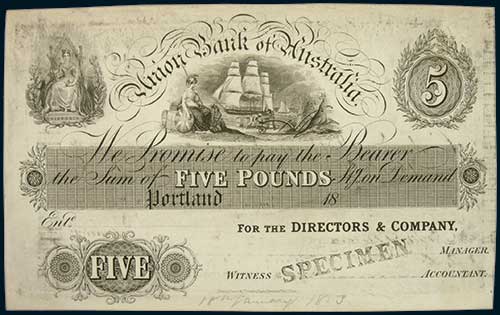 Union Bank of Australia.
5
We Promise to pay the Bearer
the Sum of FIVE POUNDS Stg. on Demand
Portland 18
Entd.
FOR THE DIRECTORS & COMPANY,
FIVE
SPECIMEN
MANAGER.
WITNESS ACCOUNTANT.
January